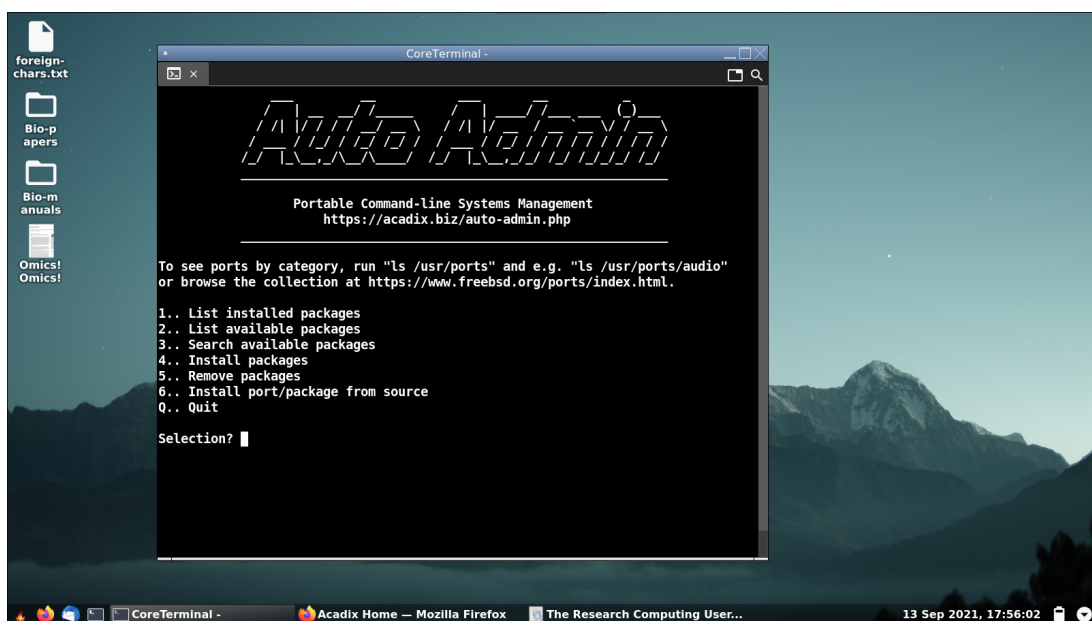 foreign-
chars.txt
Bio-p
apers
Bio-m
anuals
Omics!
Omics!
CoreTerminal -
Auto Admin
Portable Command-line Systems Management
https://acadix.biz/auto-admin.php
To see ports by category, run "ls /usr/ports" and e.g. "ls /usr/ports/audio"
or browse the collection at https://www.freebsd.org/ports/index.html.
1.. List installed packages
2.. List available packages
3.. Search available packages
4.. Install packages
5.. Remove packages
6.. Install port/package from source
Q.. Quit
Selection?
CoreTerminal -
Acadix Home — Mozilla Firefox
The Research Computing User...
13 Sep 2021, 17:56:02